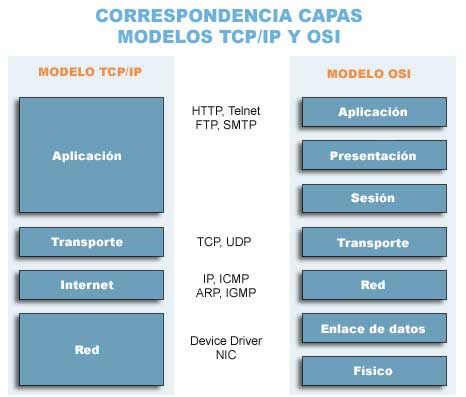 CORRESPONDENCIA CAPAS
MODELOS TCP/IP Y OSI
MODELO TCP/IP
Aplicación
Transporte
Internet
Red
HTTP, Telnet
FTP, SMTP
TCP, UDP
IP, ICMP
ARP, IGMP
Device Driver
NIC
MODELO OSI
Aplicación
Presentación
Sesión
Transporte
Red
Enlace de datos
Físico